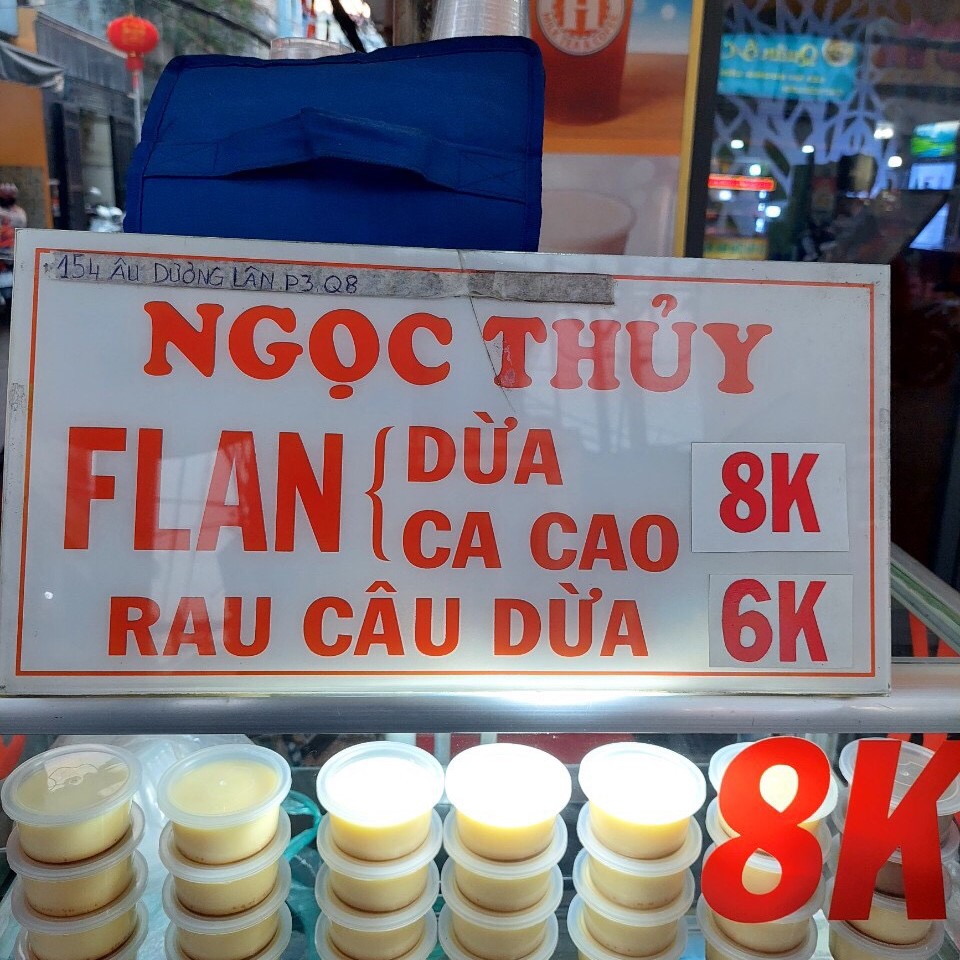 154 ÂU DƯƠNG LÂN P3 Q8
NGỌC THỦY
FLAN { DỪA
CA CAO
8K
RAU CÂU DỪA 6K
8K